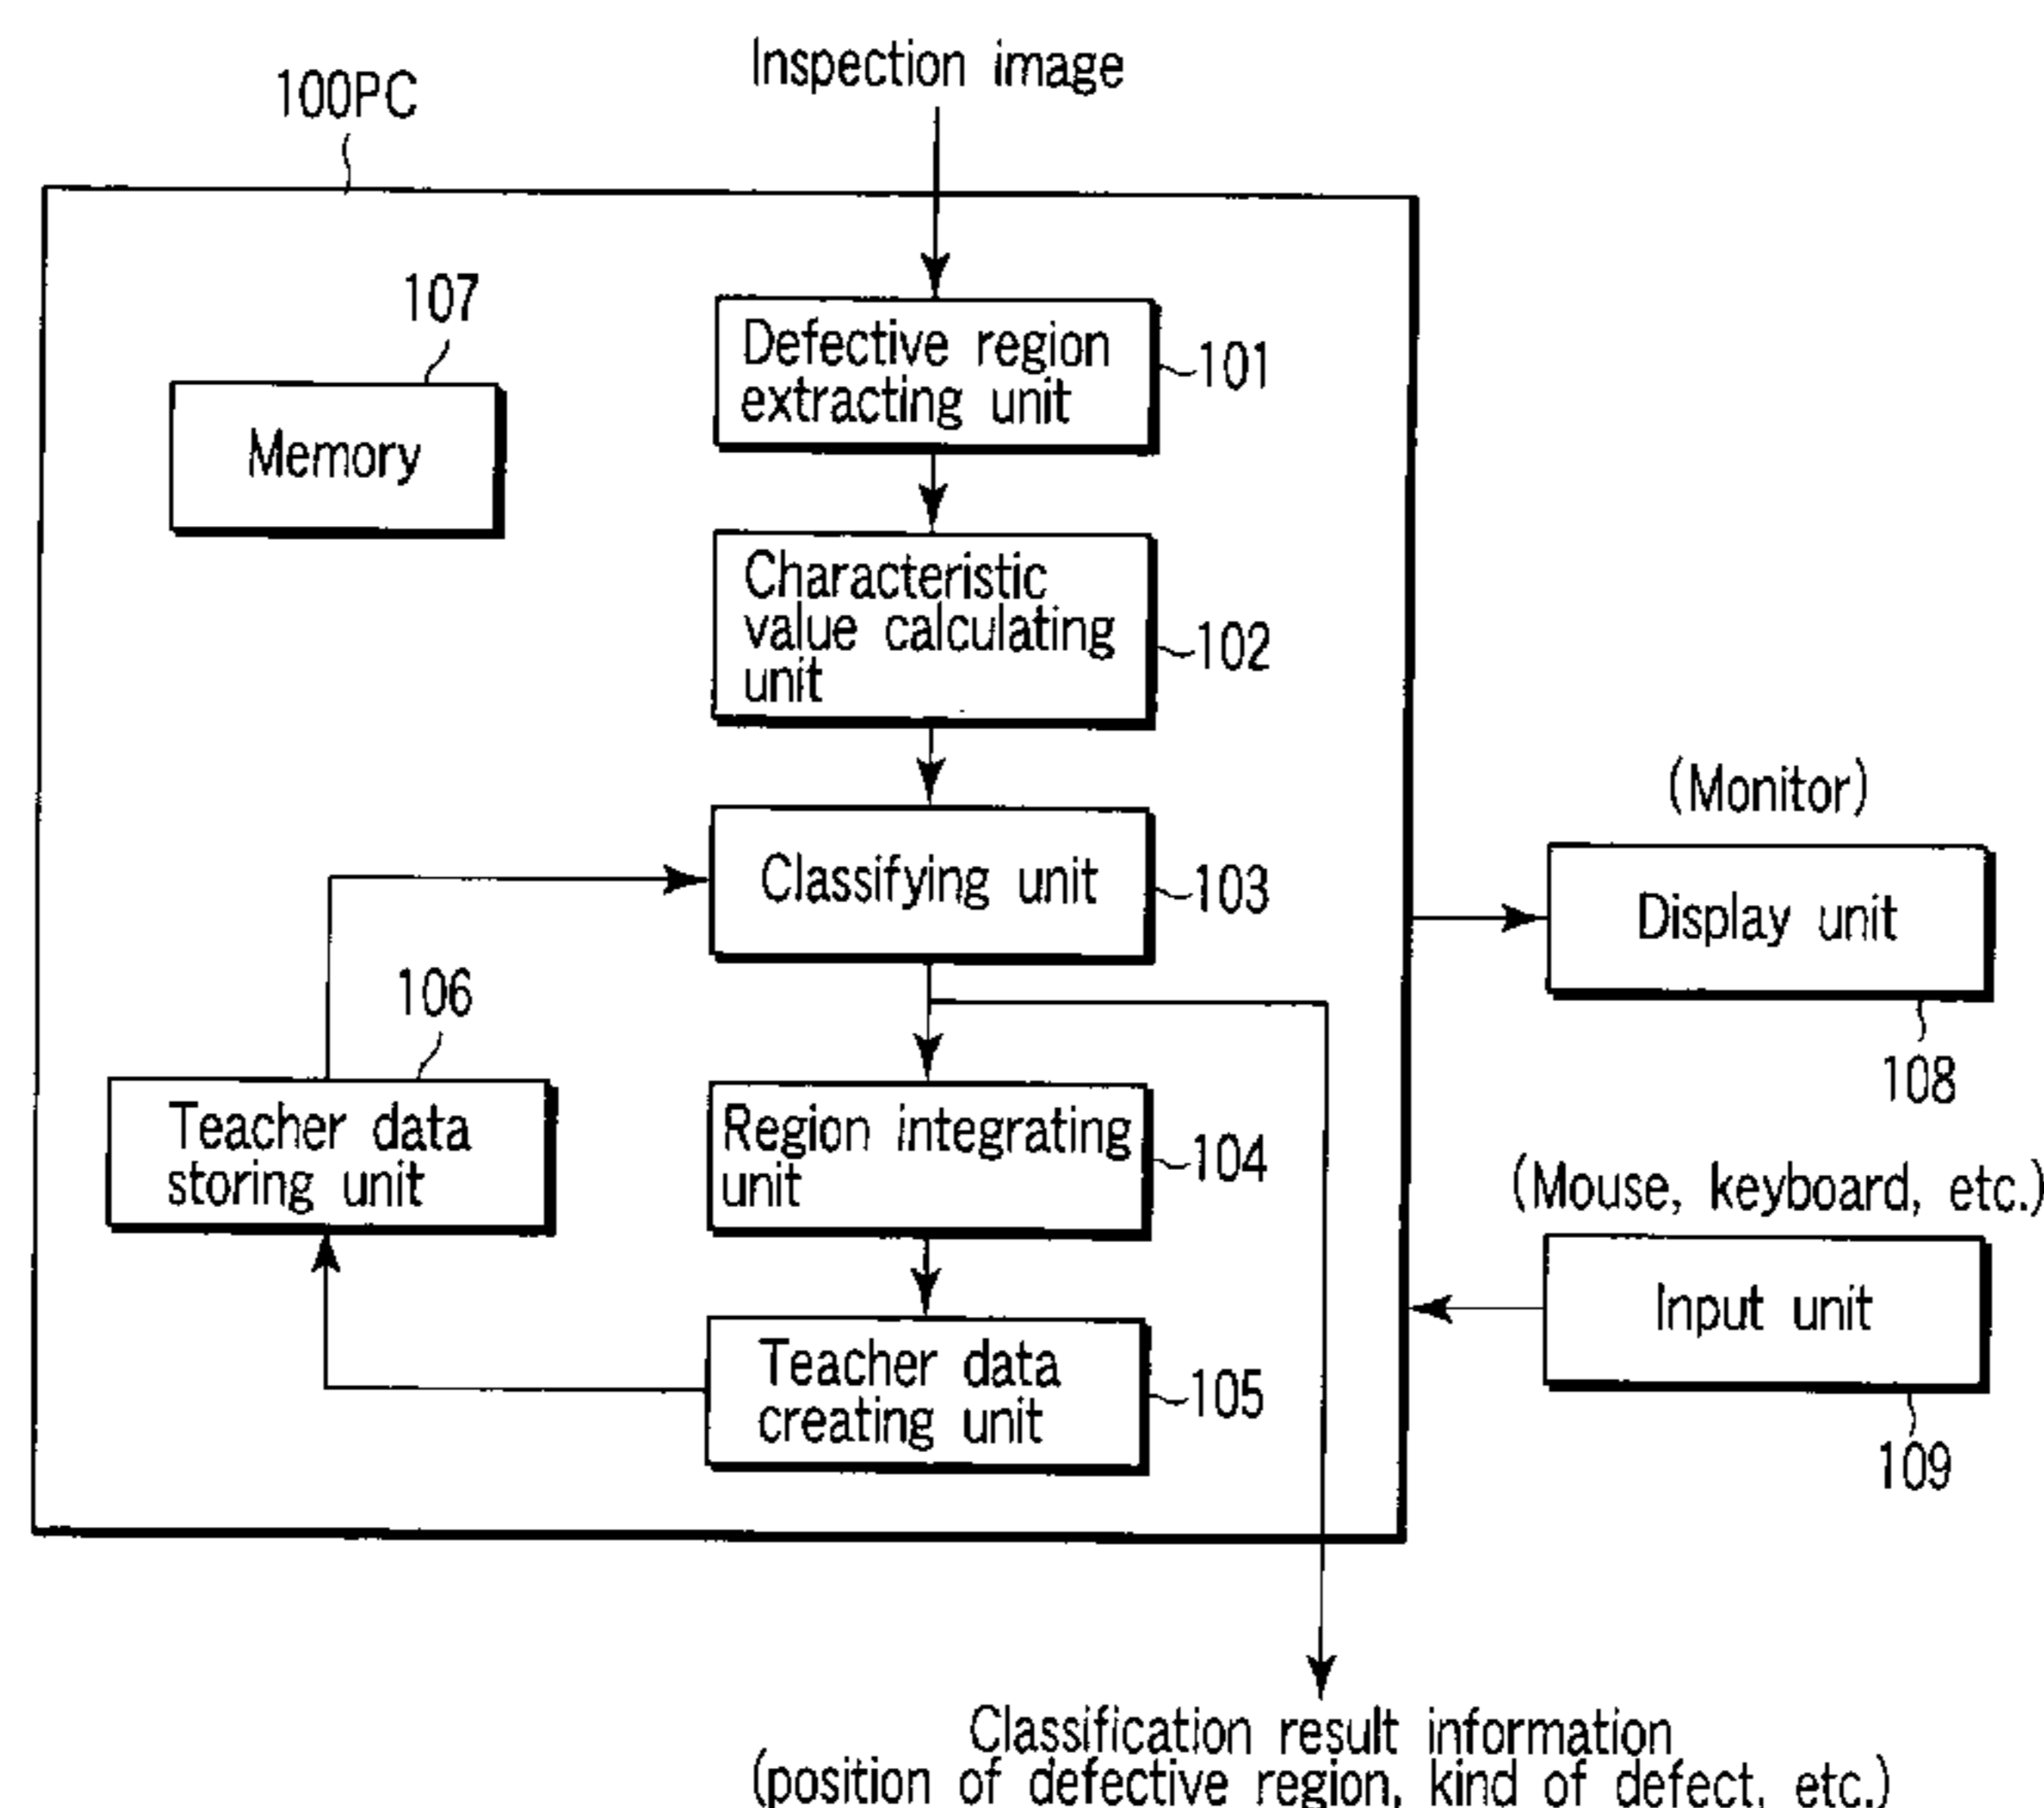 Inspection image
100PC
107
Memory
Defective region
extracting unit
101
Characteristic
value calculating
unit
102
Classifying unit
103
(Monitor)
Display unit
108
106
Teacher data
storing unit
Region integrating
unit
104
(Mouse, keyboard, etc.)
Input unit
109
Teacher data
creating unit
105
Classification result information
(position of defective region, kind of defect, etc.)